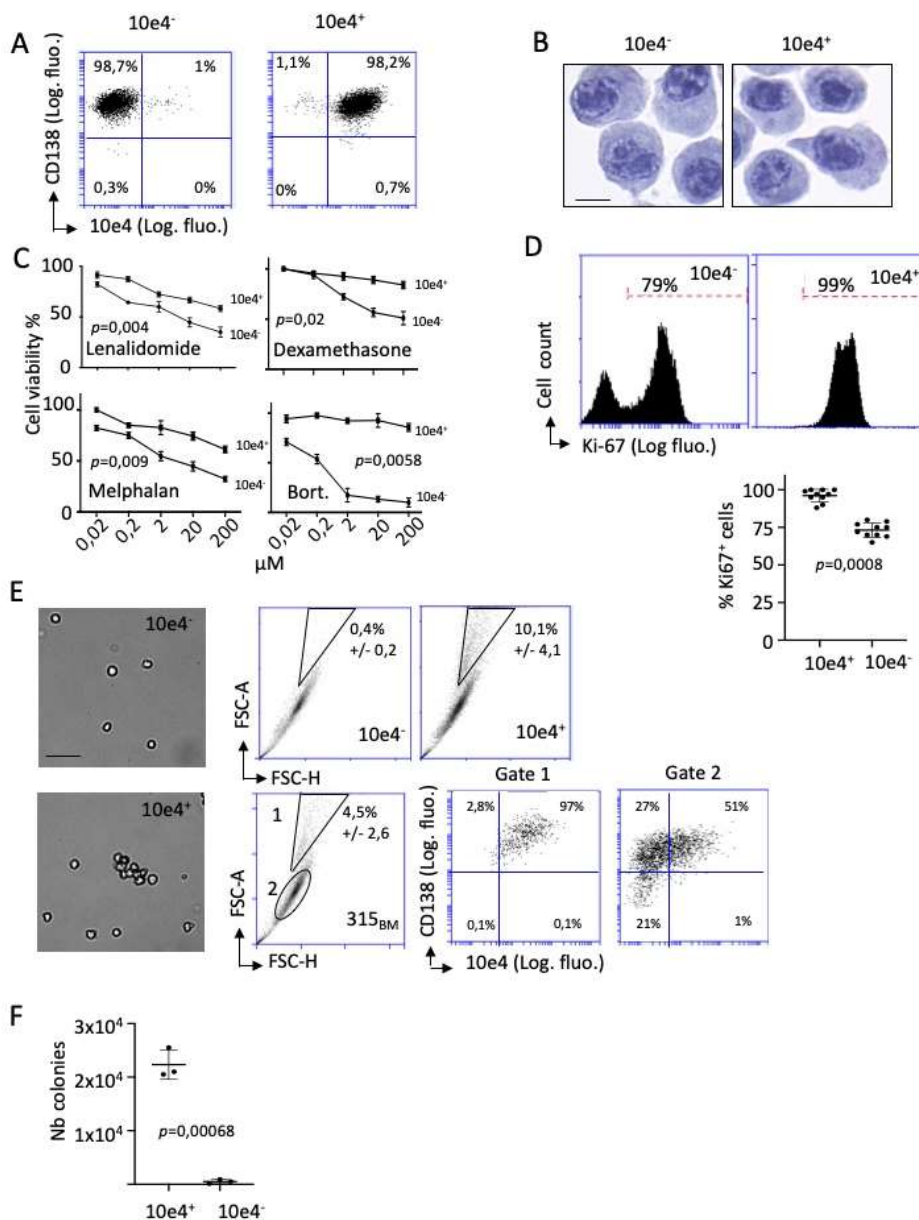 A
10e4-
10e4+
CD138 (Log. fluo.)
98,7%
1%
0,3%
0%
1,1%
98,2%
0%
0,7%
10e4 (Log. fluo.)
B
10e4-
10e4+
C
Cell viability %
100
50
0
10e4+
10e4-
p=0,004
Lenalidomide
10e4+
10e4-
p=0,02
Dexamethasone
100
50
0
10e4+
10e4-
p=0,009
Melphalan
10e4+
p=0,0058
10e4-
Bort.
0,02
0,2
2
20
200
0,02
0,2
2
20
200
µM
D
Cell count
79%
10e4-
99%
10e4+
Ki-67 (Log fluo.)
% Ki67+ cells
100
75
50
25
0
p=0,0008
10e4+
10e4-
E
10e4-
FSC-A
0,4%
+/- 0,2
10e4-
10,1%
+/- 4,1
10e4+
FSC-H
10e4+
FSC-A
1
4,5%
+/- 2,6
2
315BM
FSC-H
Gate 1
Gate 2
CD138 (Log. fluo.)
2,8%
97%
0,1%
0,1%
27%
51%
21%
1%
10e4 (Log. fluo.)
F
Nb colonies
3x10⁴
2x10⁴
1x10⁴
p=0,00068
10e4+
10e4-